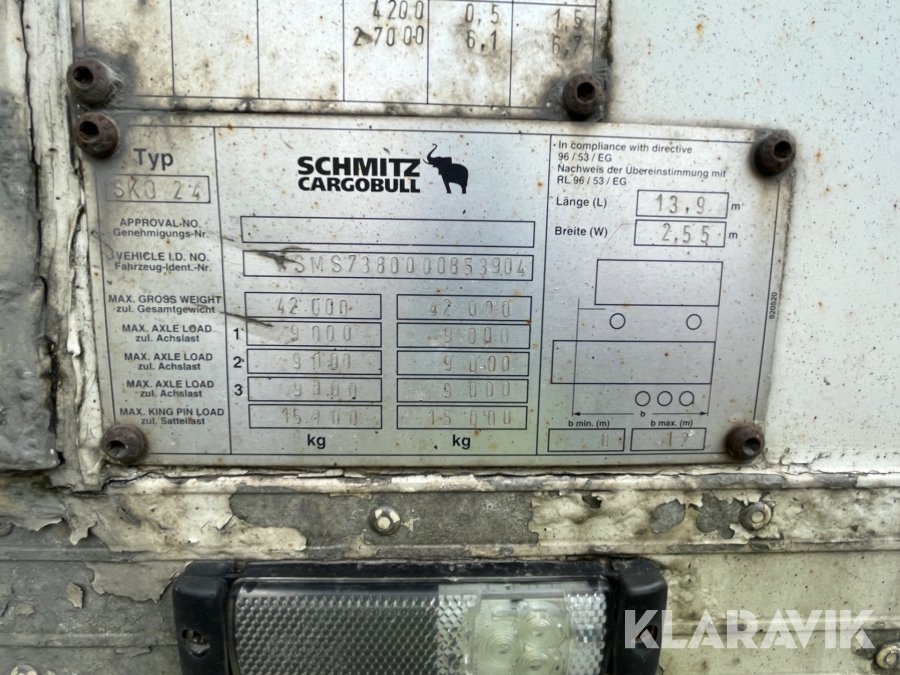 4200 0,5 1,5
27000 6,1 6,7
Typ
SKO 24
SCHMITZ
CARGOBULL
In compliance with directive
96 / 53 / EG
Nachweis der Übereinstimmung mit
RL 96 / 53 / EG
Länge (L) 13,9 m
Breite (W) 2,55 m
APPROVAL-NO.
Genehmigungs-Nr.
VEHICLE I.D. NO.
Fahrzeug-Ident.-Nr.
WSMS7380000853904
MAX. GROSS WEIGHT
zul. Gesamtgewicht
42 000 42 000
MAX. AXLE LOAD
zul. Achslast
1 9 000 9 000
MAX. AXLE LOAD
zul. Achslast
2 9 000 9 000
MAX. AXLE LOAD
zul. Achslast
3 9 000 9 000
MAX. KING PIN LOAD
zul. Sattellast
15 000 15 000
kg kg
b
b min. (m) b max. (m)
0 12
920520
KLARAVIK